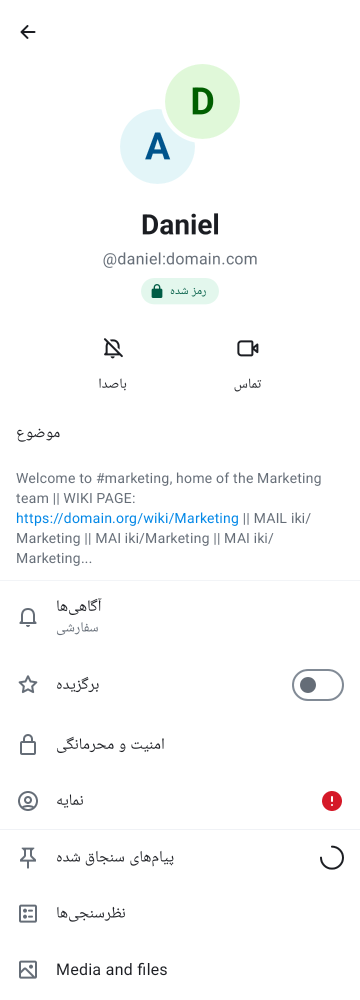 D
A
Daniel
@daniel:domain.com
رمز شده
باصدا
تماس
موضوع
Welcome to #marketing, home of the Marketing
team || WIKI PAGE:
https://domain.org/wiki/Marketing || MAIL iki/
Marketing || MAI iki/Marketing || MAI iki/
Marketing...
آگاهی‌ها
سفارشی
برگزیده
امنیت و محرمانگی
نمایه
پیام‌های سنجاق شده
نظرسنجی‌ها
Media and files